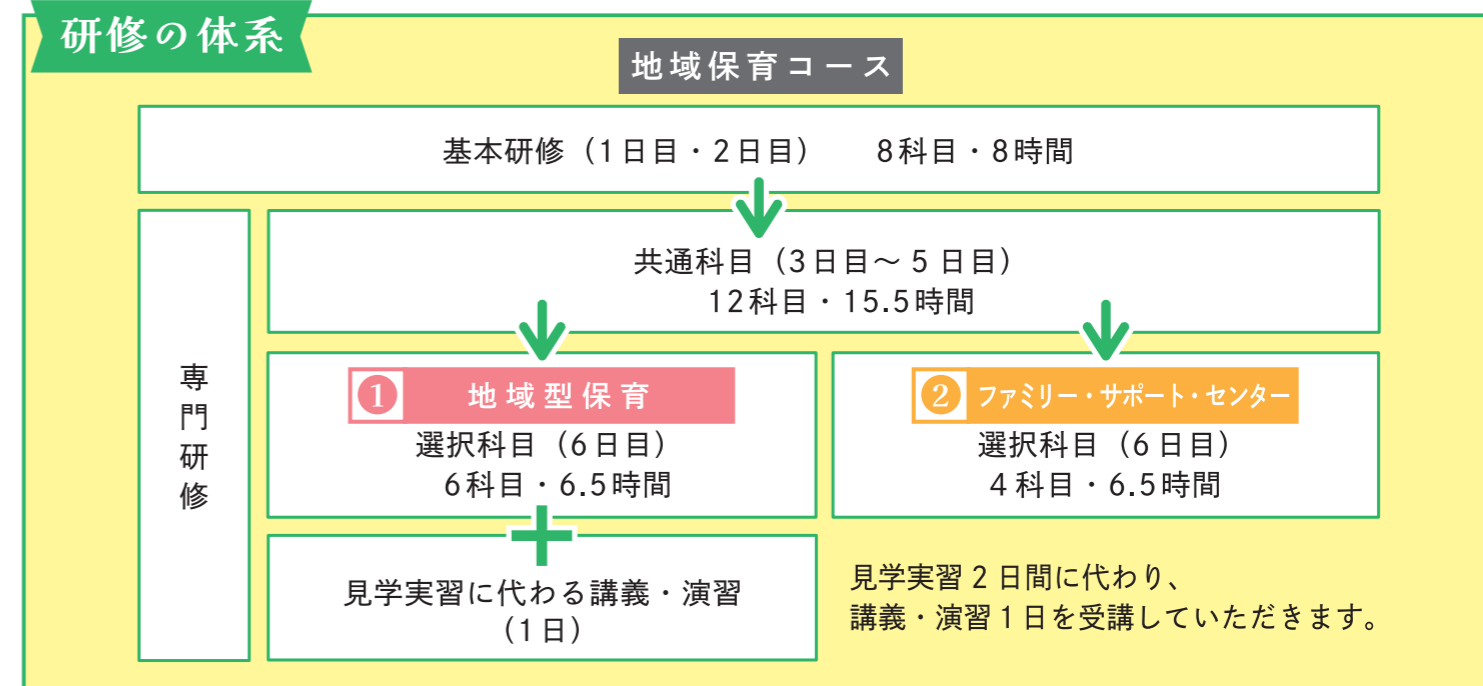 研修の体系
地域保育コース
基本研修（1日目・2日目）　8科目・8時間
専門研修
共通科目（3日目～5日目）
12科目・15.5時間
❶ 地域型保育
選択科目（6日目）
6科目・6.5時間
＋
見学実習に代わる講義・演習
（1日）
❷ ファミリー・サポート・センター
選択科目（6日目）
4科目・6.5時間
見学実習2日間に代わり、
講義・演習1日を受講していただきます。